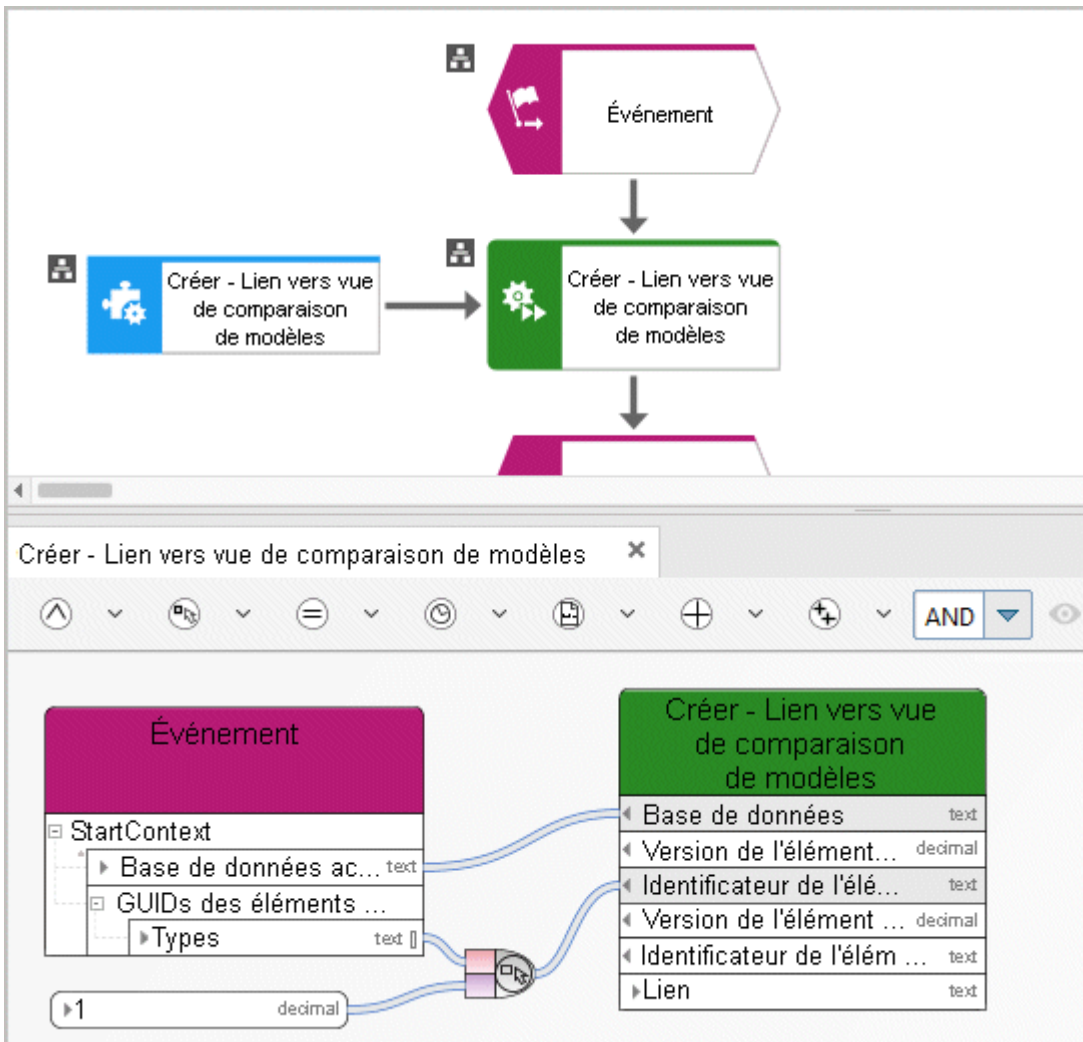 Événement
Créer - Lien vers vue
de comparaison
de modèles
Créer - Lien vers vue
de comparaison
de modèles
Créer - Lien vers vue de comparaison de modèles
AND
Événement
StartContext
Base de données ac... text
GUIDs des éléments ...
Types text []
1 decimal
Créer - Lien vers vue
de comparaison
de modèles
Base de données text
Version de l'élément... decimal
Identificateur de l'élé... text
Version de l'élément ... decimal
Identificateur de l'élém ... text
Lien text